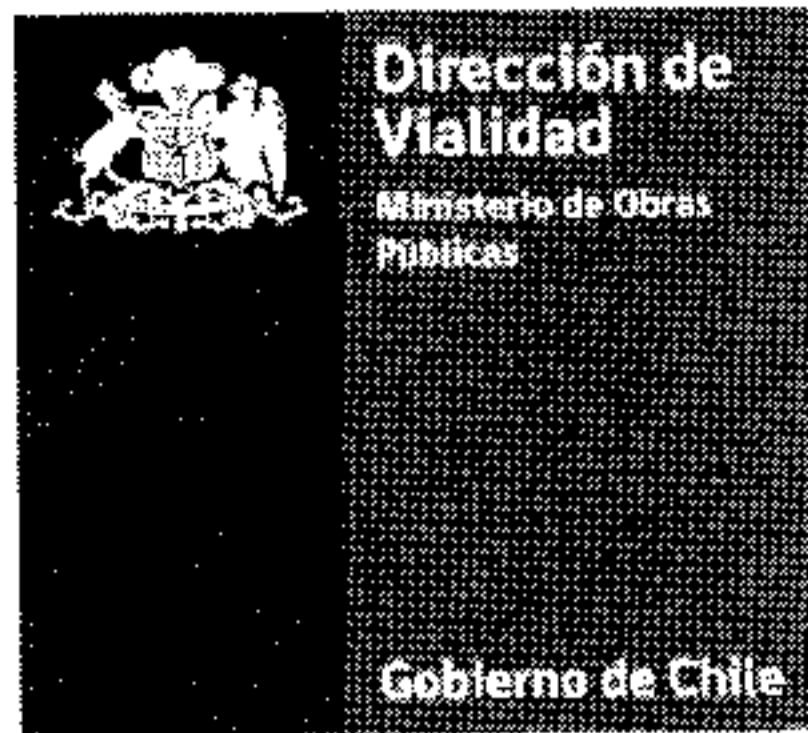 Dirección de
Vialidad
Ministerio de Obras
Públicas
Gobierno de Chile